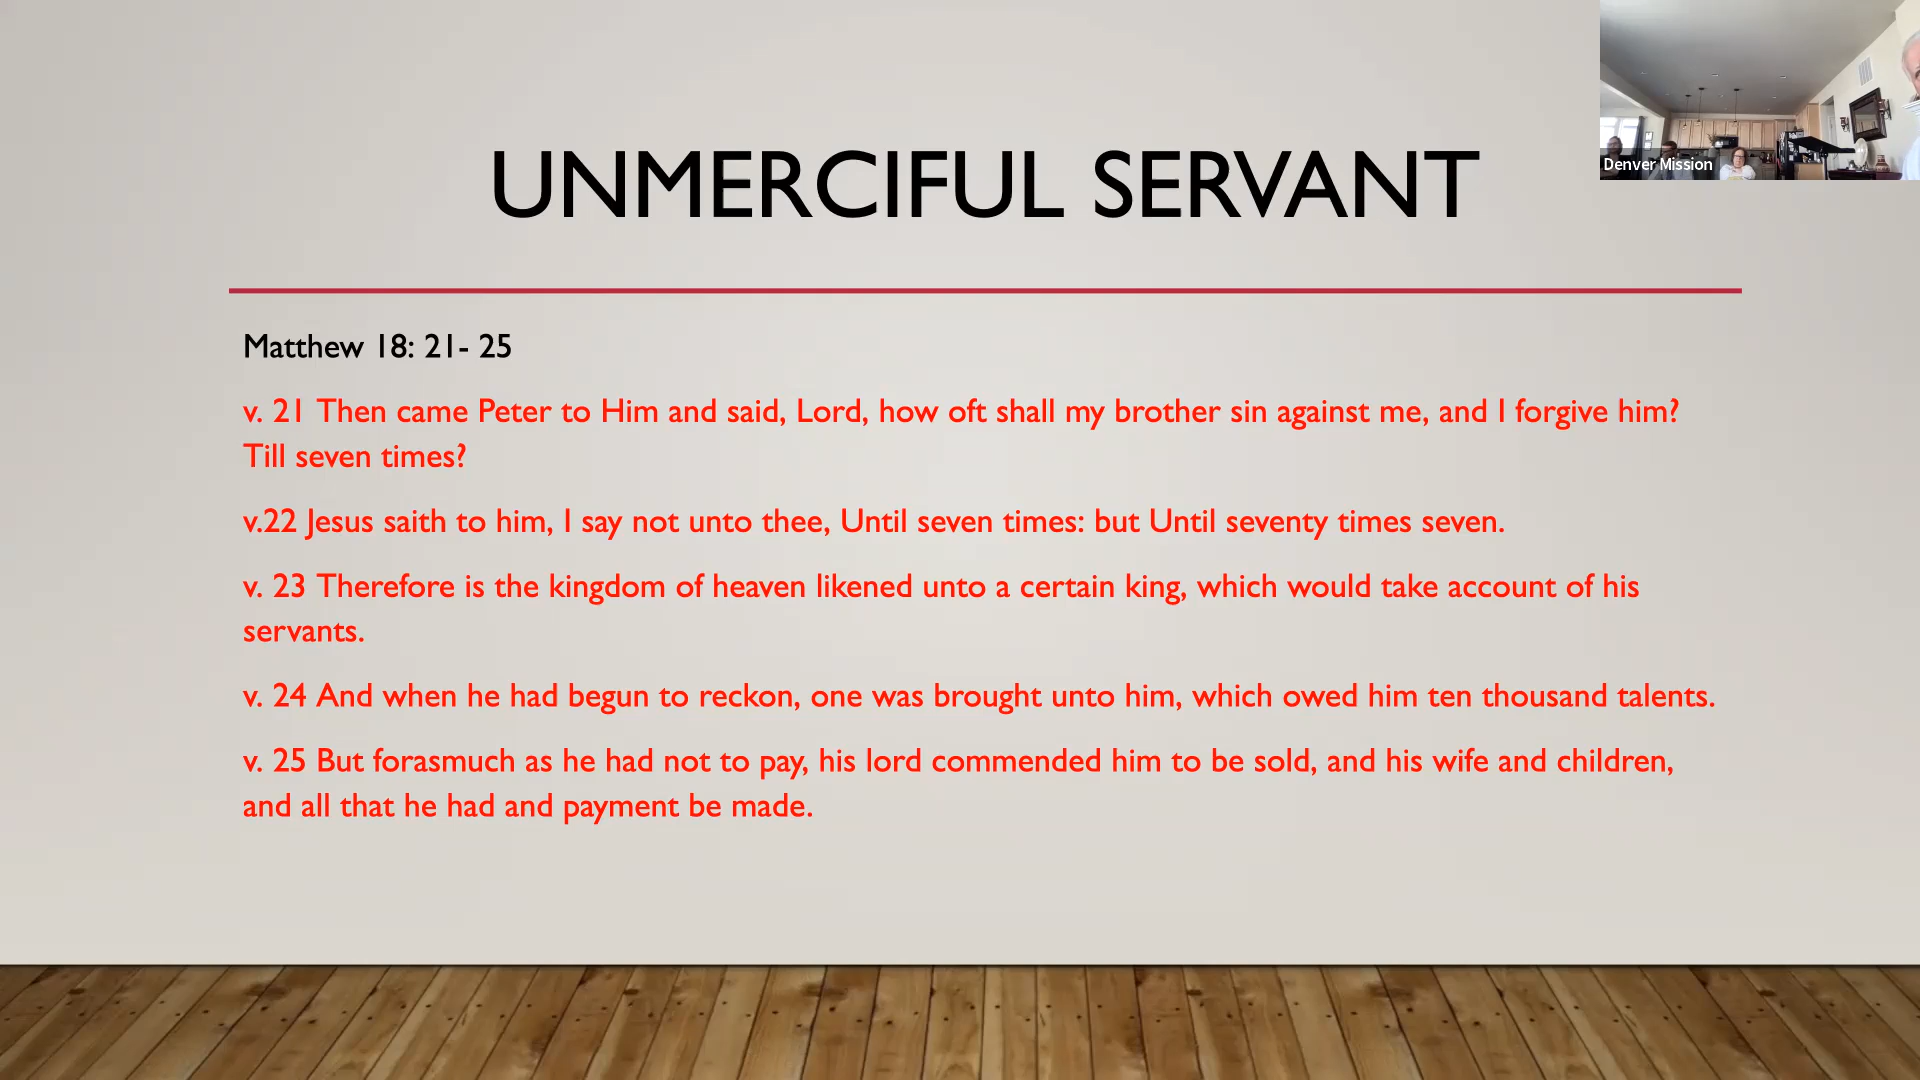 UNMERCIFUL SERVANT
Denver Mission
Matthew 18: 21- 25
v. 21 Then came Peter to Him and said, Lord, how oft shall my brother sin against me, and I forgive him?
Till seven times?
v.22 Jesus saith to him, I say not unto thee, Until seven times: but Until seventy times seven.
v. 23 Therefore is the kingdom of heaven likened unto a certain king, which would take account of his
servants.
v. 24 And when he had begun to reckon, one was brought unto him, which owed him ten thousand talents.
v. 25 But forasmuch as he had not to pay, his lord commended him to be sold, and his wife and children,
and all that he had and payment be made.